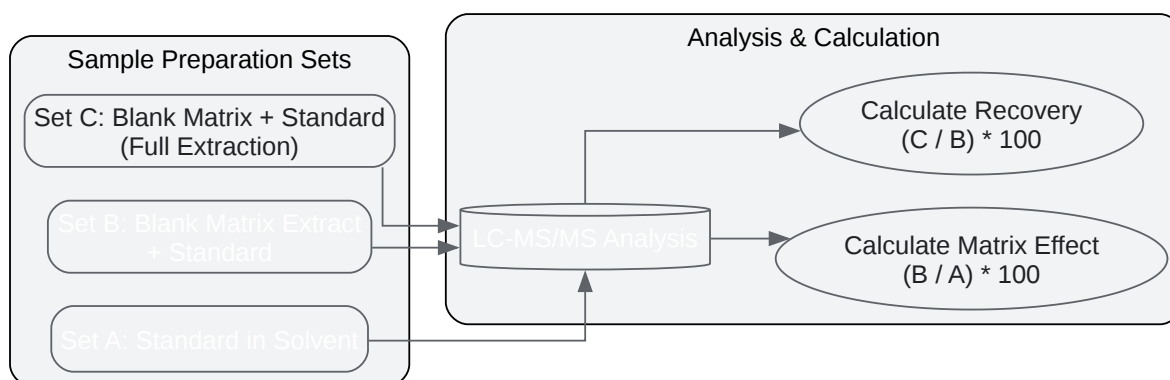 Sample Preparation Sets
Set C: Blank Matrix + Standard
(Full Extraction)
Set B: Blank Matrix Extract
+ Standard
Set A: Standard in Solvent
Analysis & Calculation
LC-MS/MS Analysis
Calculate Recovery
(C / B) * 100
Calculate Matrix Effect
(B / A) * 100